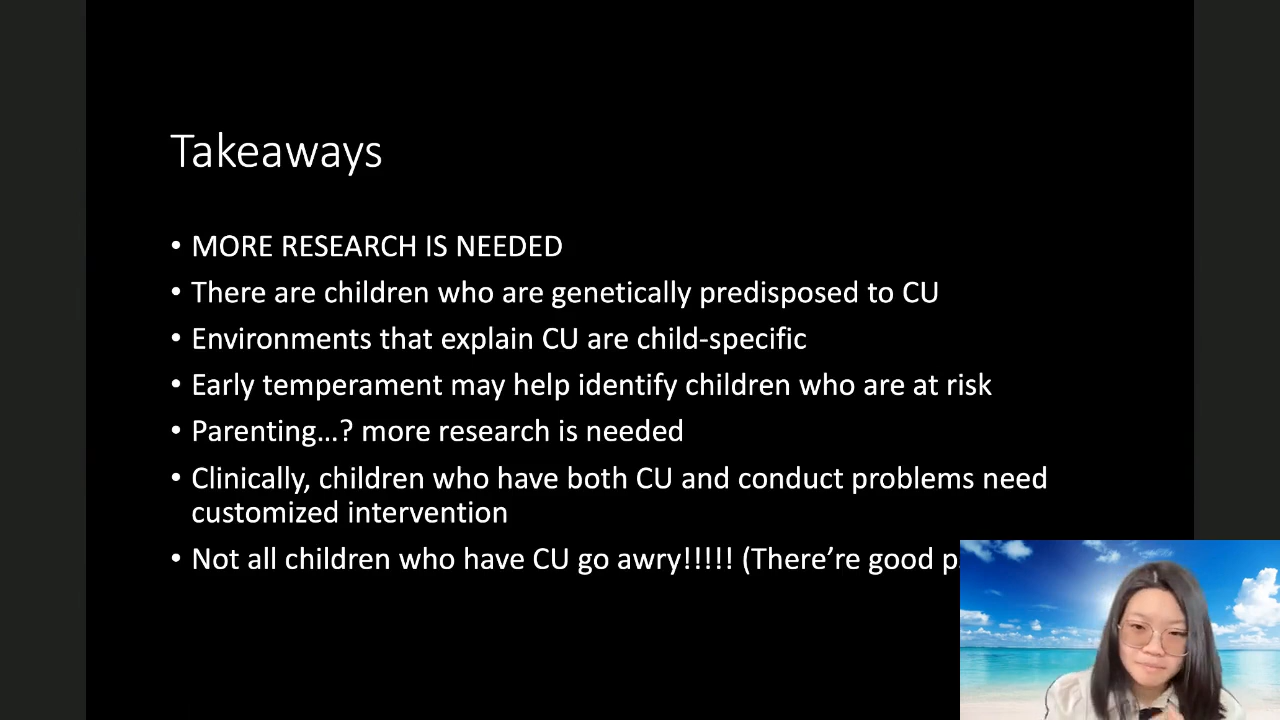 Takeaways
• MORE RESEARCH IS NEEDED
• There are children who are genetically predisposed to CU
• Environments that explain CU are child-specific
• Early temperament may help identify children who are at risk
• Parenting…? more research is needed
• Clinically, children who have both CU and conduct problems need
customized intervention
• Not all children who have CU go awry!!!!! (There’re good